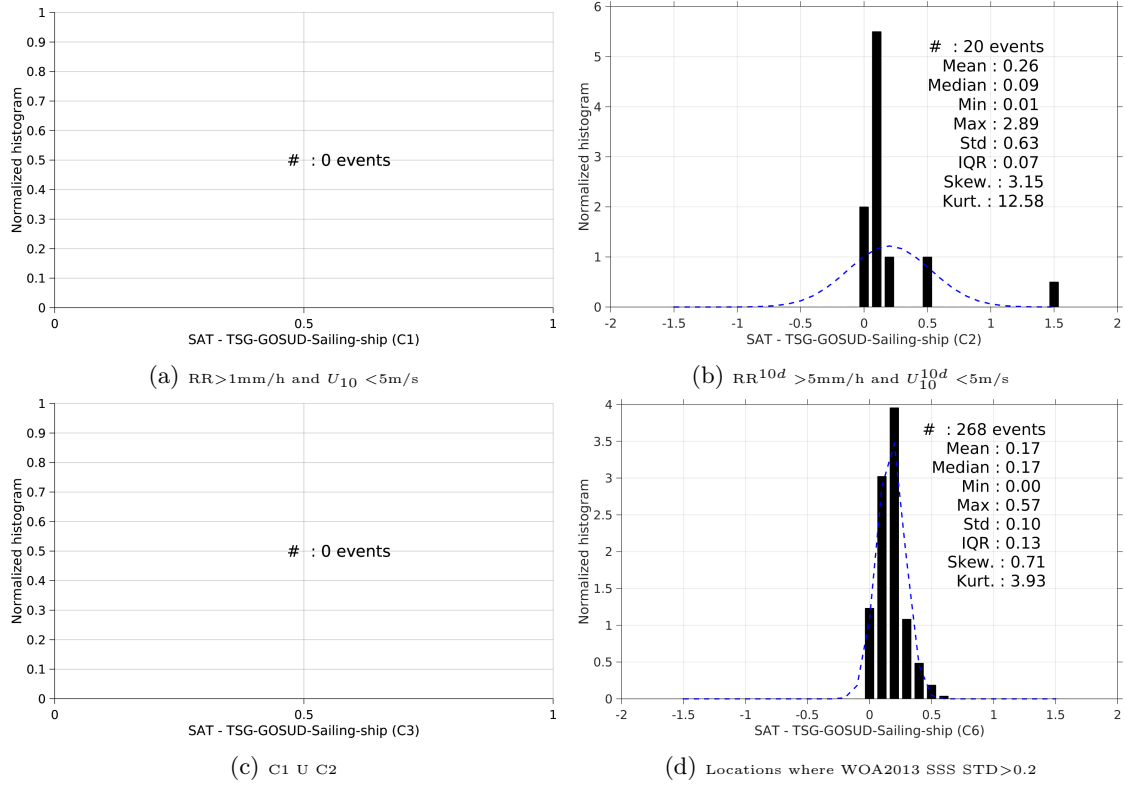 1
0.9
0.8
0.7
0.6
0.5
0.4
0.3
0.2
0.1
0
Normalized histogram
# : 0 events
0 0.5 1
SAT - TSG-GOSUD-Sailing-ship (C1)
(a) RR>1mm/h and U10 <5m/s
6
5
4
3
2
1
0
Normalized histogram
# : 20 events
Mean : 0.26
Median : 0.09
Min : 0.01
Max : 2.89
Std : 0.63
IQR : 0.07
Skew. : 3.15
Kurt. : 12.58
-2 -1.5 -1 -0.5 0 0.5 1 1.5 2
SAT - TSG-GOSUD-Sailing-ship (C2)
(b) RR^10d >5mm/h and U_10^10d <5m/s
1
0.9
0.8
0.7
0.6
0.5
0.4
0.3
0.2
0.1
0
Normalized histogram
# : 0 events
0 0.5 1
SAT - TSG-GOSUD-Sailing-ship (C3)
(c) C1 U C2
4
3.5
3
2.5
2
1.5
1
0.5
0
Normalized histogram
# : 268 events
Mean : 0.17
Median : 0.17
Min : 0.00
Max : 0.57
Std : 0.10
IQR : 0.13
Skew. : 0.71
Kurt. : 3.93
-2 -1.5 -1 -0.5 0 0.5 1 1.5 2
SAT - TSG-GOSUD-Sailing-ship (C6)
(d) Locations where WOA2013 SSS STD>0.2